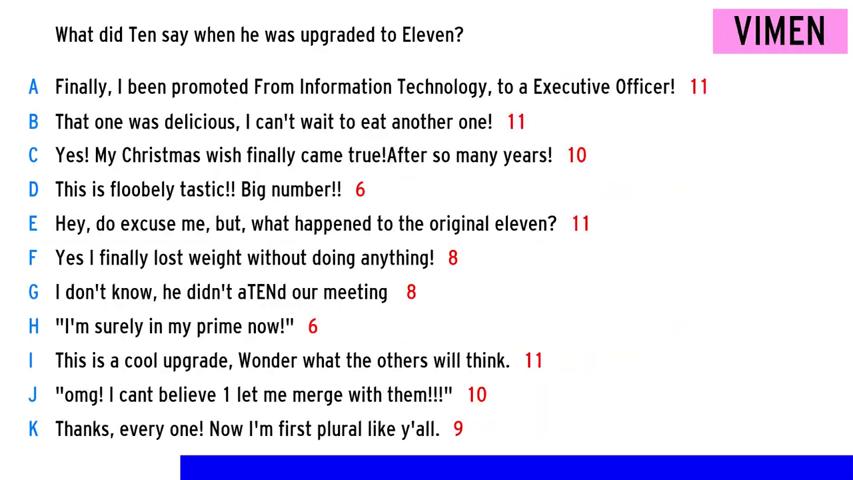 What did Ten say when he was upgraded to Eleven?
VIMEN
A Finally, I been promoted From Information Technology, to a Executive Officer! 11
B That one was delicious, I can't wait to eat another one! 11
C Yes! My Christmas wish finally came true!After so many years! 10
D This is floobely tastic!! Big number!! 6
E Hey, do excuse me, but, what happened to the original eleven? 11
F Yes I finally lost weight without doing anything! 8
G I don't know, he didn't aTENd our meeting 8
H "I'm surely in my prime now!" 6
I This is a cool upgrade, Wonder what the others will think. 11
J "omg! I cant believe 1 let me merge with them!!!" 10
K Thanks, every one! Now I'm first plural like y'all. 9